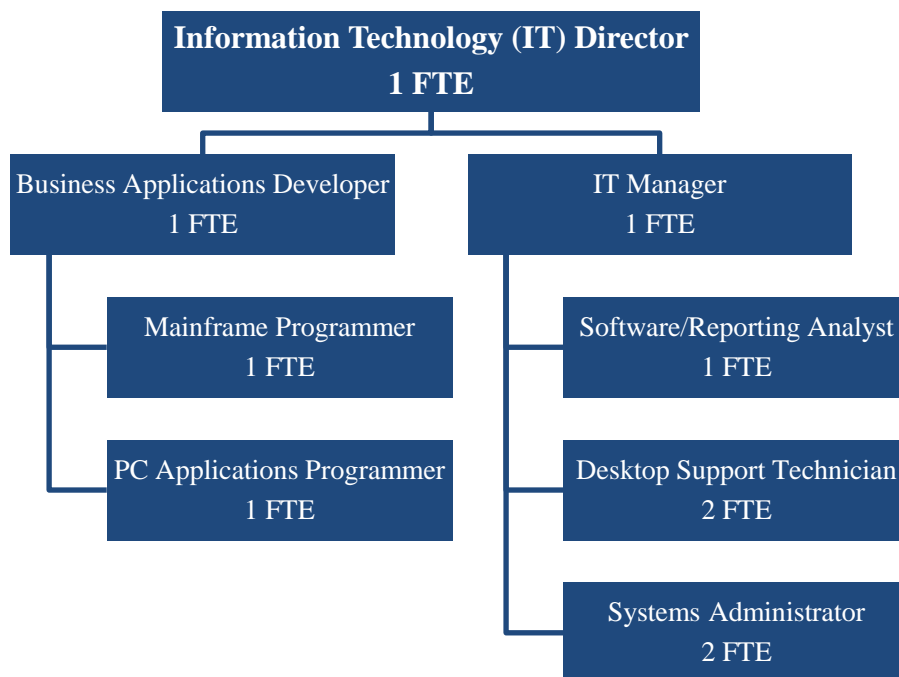 Information Technology (IT) Director
1 FTE
Business Applications Developer
1 FTE
Mainframe Programmer
1 FTE
PC Applications Programmer
1 FTE
IT Manager
1 FTE
Software/Reporting Analyst
1 FTE
Desktop Support Technician
2 FTE
Systems Administrator
2 FTE